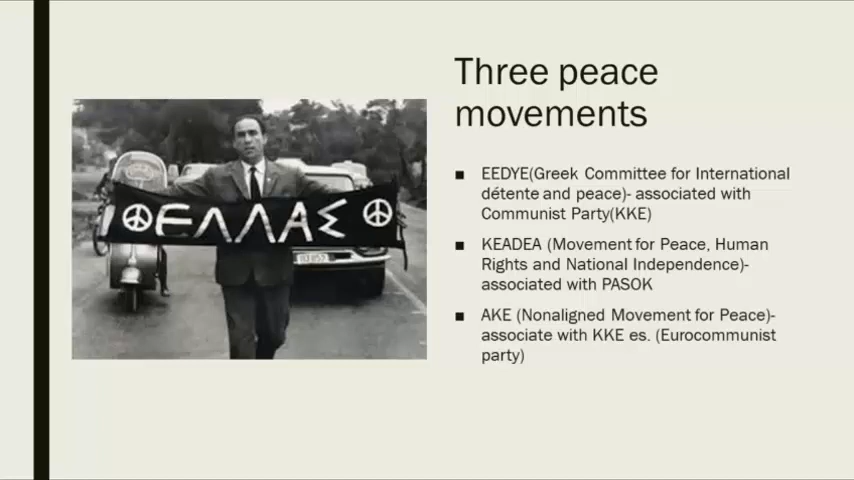 Three peace
movements
■ EEDYE(Greek Committee for International
détente and peace)- associated with
Communist Party(KKE)
■ KEADEA (Movement for Peace, Human
Rights and National Independence)-
associated with PASOK
■ AKE (Nonaligned Movement for Peace)-
associate with KKE es. (Eurocommunist
party)
ΕΛΛΑΣ